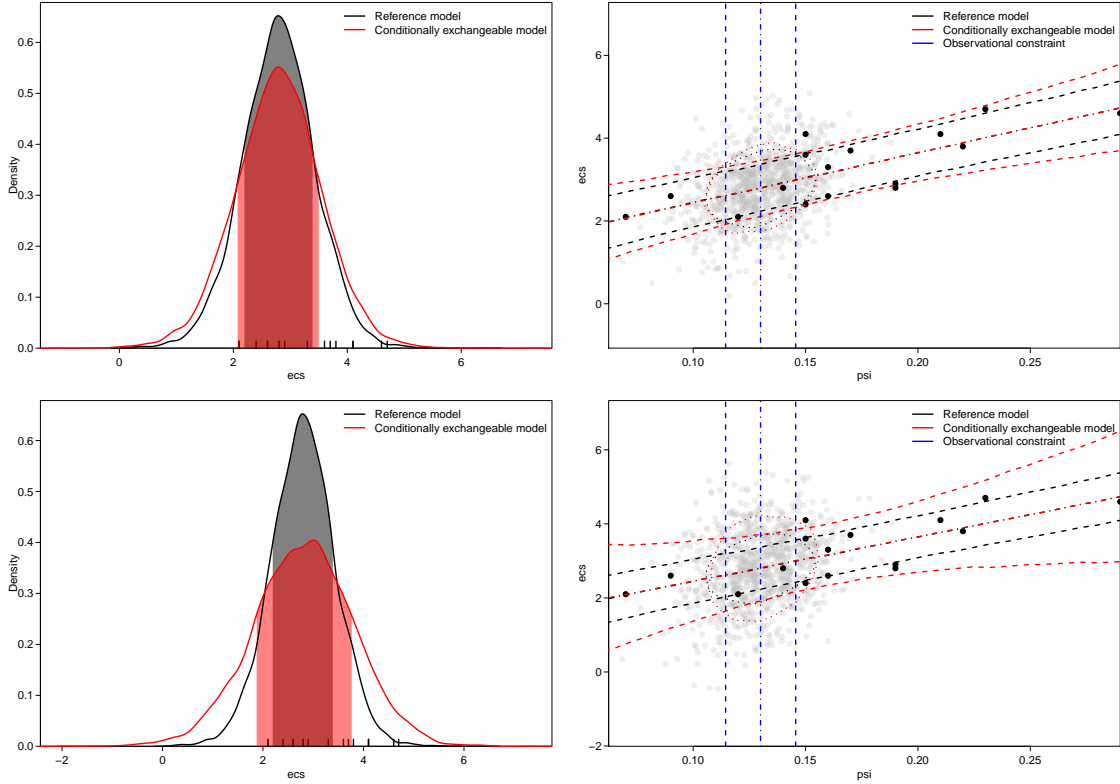 Reference model
Conditionally exchangeable model
Density
0.0
0.1
0.2
0.3
0.4
0.5
0.6
0 2 4 6
ecs
Reference model
Conditionally exchangeable model
Observational constraint
ecs
0
2
4
6
0.10 0.15 0.20 0.25
psi
Reference model
Conditionally exchangeable model
Density
0.0
0.1
0.2
0.3
0.4
0.5
0.6
−2 0 2 4 6
ecs
Reference model
Conditionally exchangeable model
Observational constraint
ecs
−2
0
2
4
6
0.10 0.15 0.20 0.25
psi